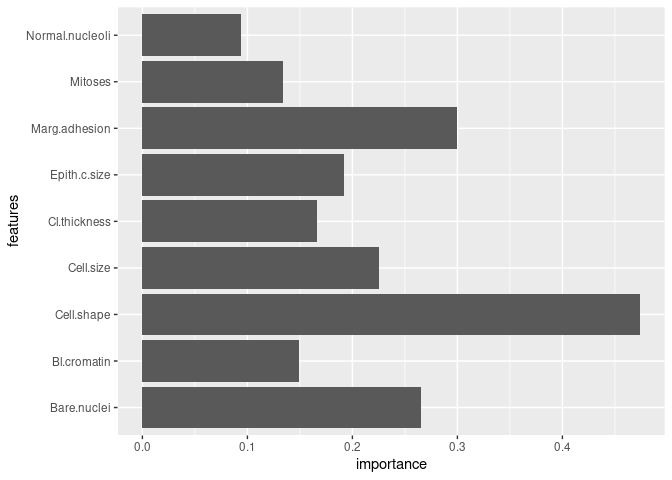 Normal.nucleoli
Mitoses
Marg.adhesion
Epith.c.size
Cl.thickness
Cell.size
Cell.shape
Bl.cromatin
Bare.nuclei
features
0.0 0.1 0.2 0.3 0.4
importance